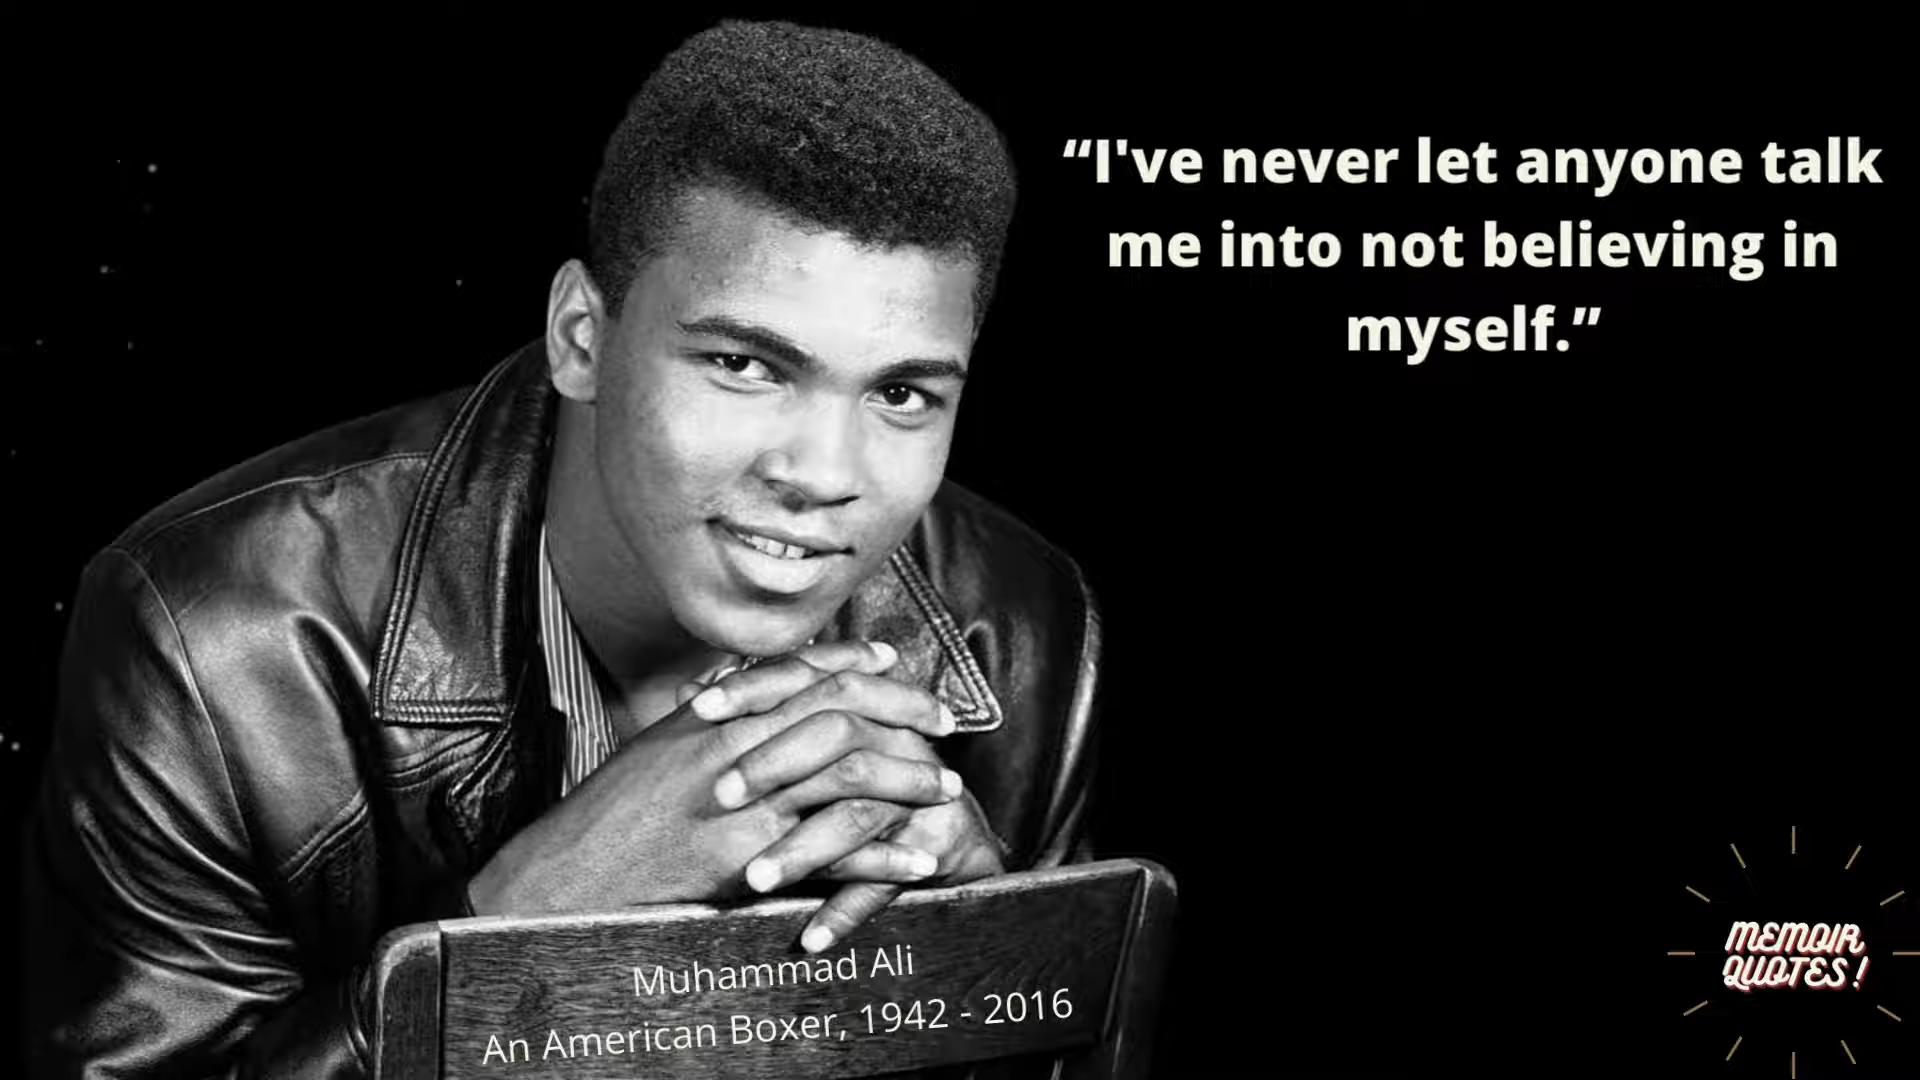 “I've never let anyone talk
me into not believing in
myself.”
Muhammad Ali
An American Boxer, 1942 - 2016
MEMOIR
QUOTES!